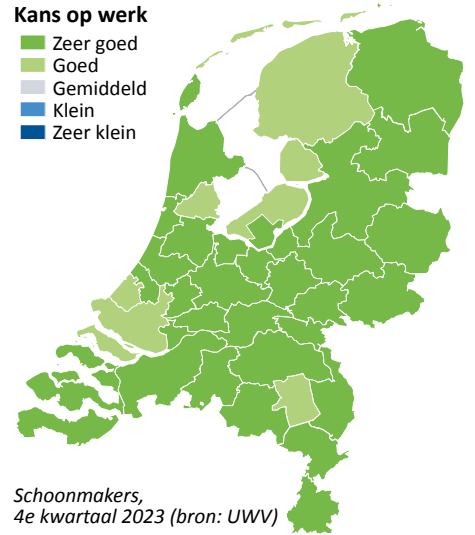 Kans op werk
Zeer goed
Goed
Gemiddeld
Klein
Zeer klein
Schoonmakers,
4e kwartaal 2023 (bron: UWV)